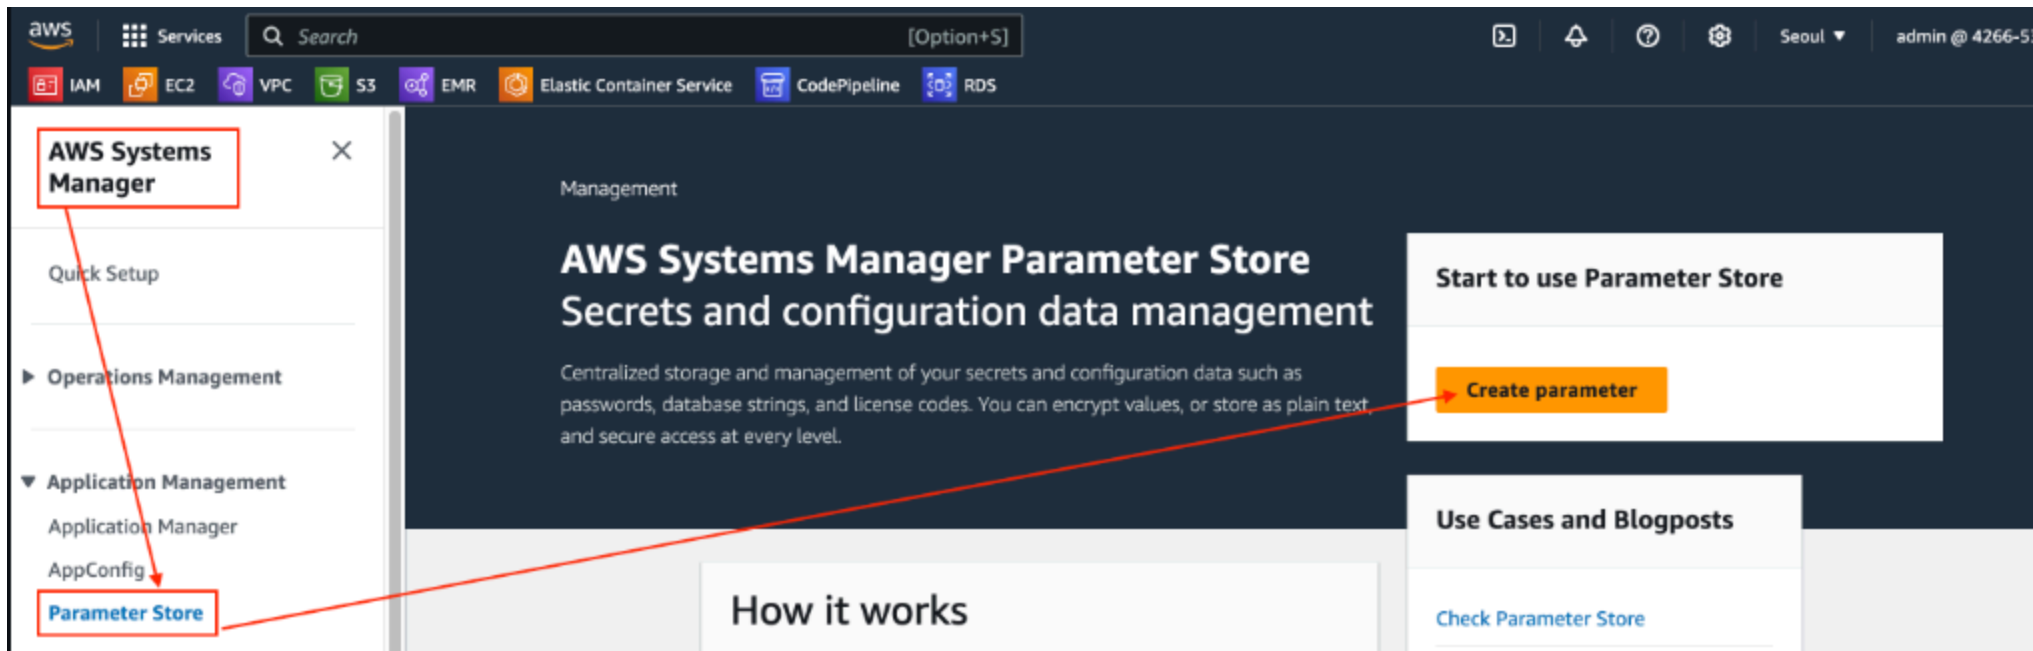 aws Services Search [Option+S] Seoul ▼ admin @ 4266-5
IAM EC2 VPC S3 EMR Elastic Container Service CodePipeline RDS
AWS Systems
Manager
Quick Setup
Operations Management
Application Management
Application Manager
AppConfig
Parameter Store
Management
AWS Systems Manager Parameter Store
Secrets and configuration data management
Centralized storage and management of your secrets and configuration data such as
passwords, database strings, and license codes. You can encrypt values, or store as plain text,
and secure access at every level.
Start to use Parameter Store
Create parameter
How it works
Use Cases and Blogposts
Check Parameter Store